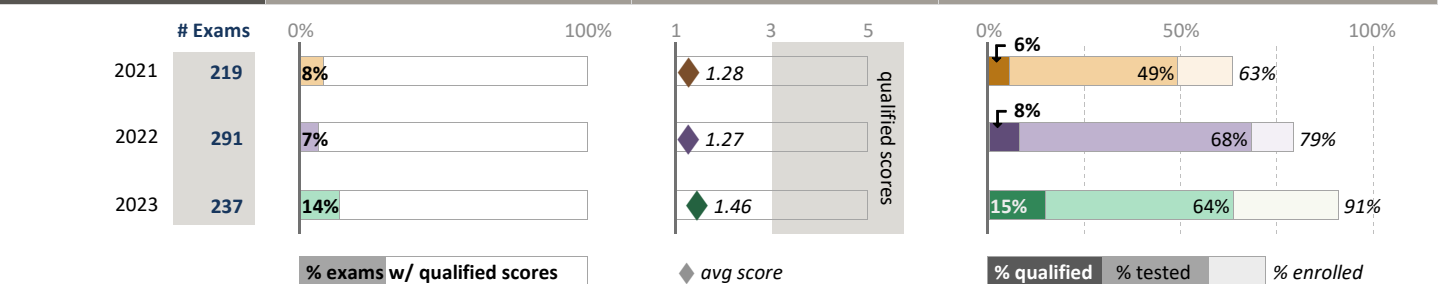 # Exams 0% 100% 1 3 5 0% 50% 100%
6%
2021 219 8% 1.28 49% 63%
qualified scores
8%
2022 291 7% 1.27 68% 79%
2023 237 14% 1.46 15% 64% 91%
% exams w/ qualified scores avg score % qualified % tested % enrolled